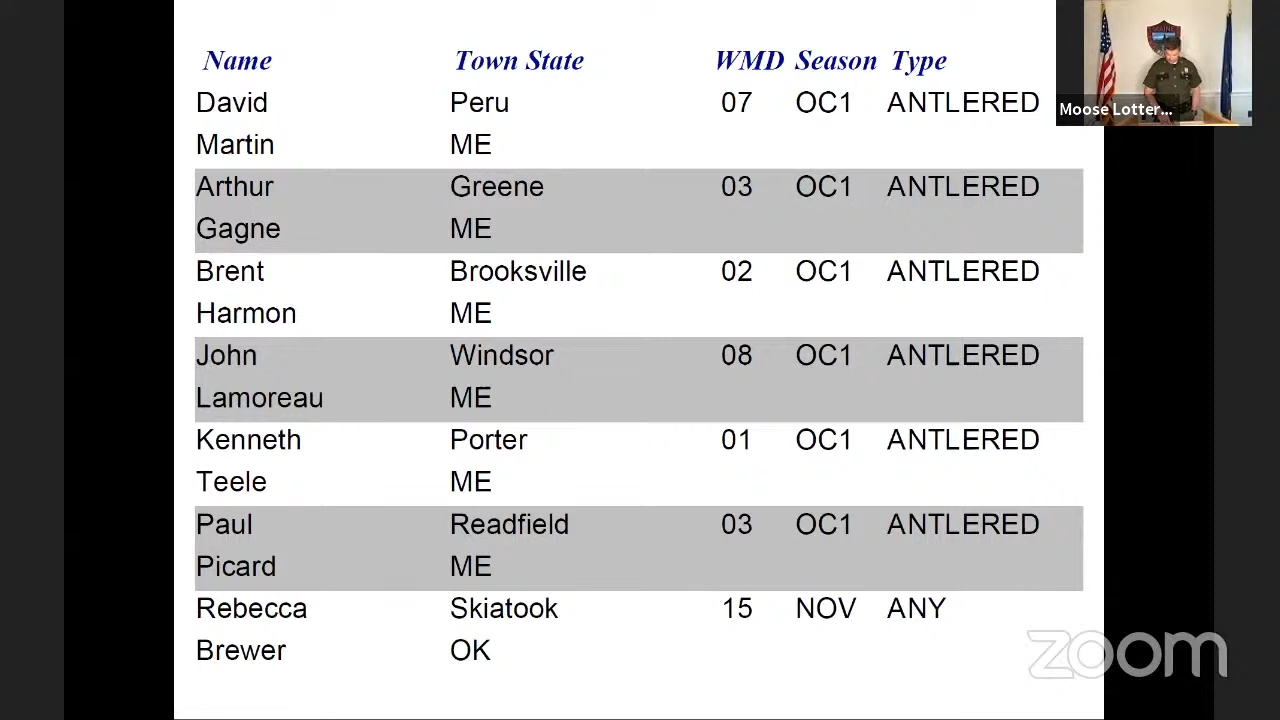 Name Town State WMD Season Type
David Peru 07 OC1 ANTLERED
Martin ME
Arthur Greene 03 OC1 ANTLERED
Gagne ME
Brent Brooksville 02 OC1 ANTLERED
Harmon ME
John Windsor 08 OC1 ANTLERED
Lamoreau ME
Kenneth Porter 01 OC1 ANTLERED
Teele ME
Paul Readfield 03 OC1 ANTLERED
Picard ME
Rebecca Skiatook 15 NOV ANY
Brewer OK
Moose Lotter...
zoom